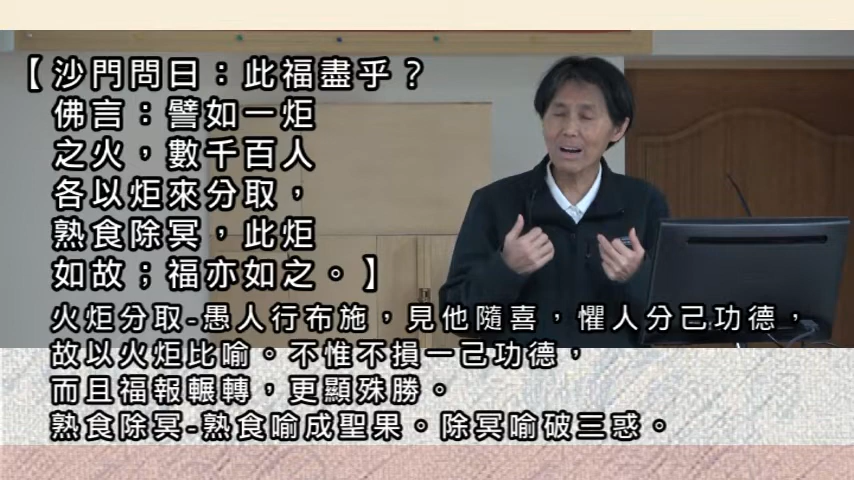 【沙門問曰：此福盡乎？
佛言：譬如一炬
之火，數千百人
各以炬來分取，
熟食除冥，此炬
如故；福亦如之。】
火炬分取-愚人行布施，見他隨喜，懼人分己功德，
故以火炬比喻。不惟不損一己功德，
而且福報輾轉，更顯殊勝。
熟食除冥-熟食喻成聖果。除冥喻破三惑。